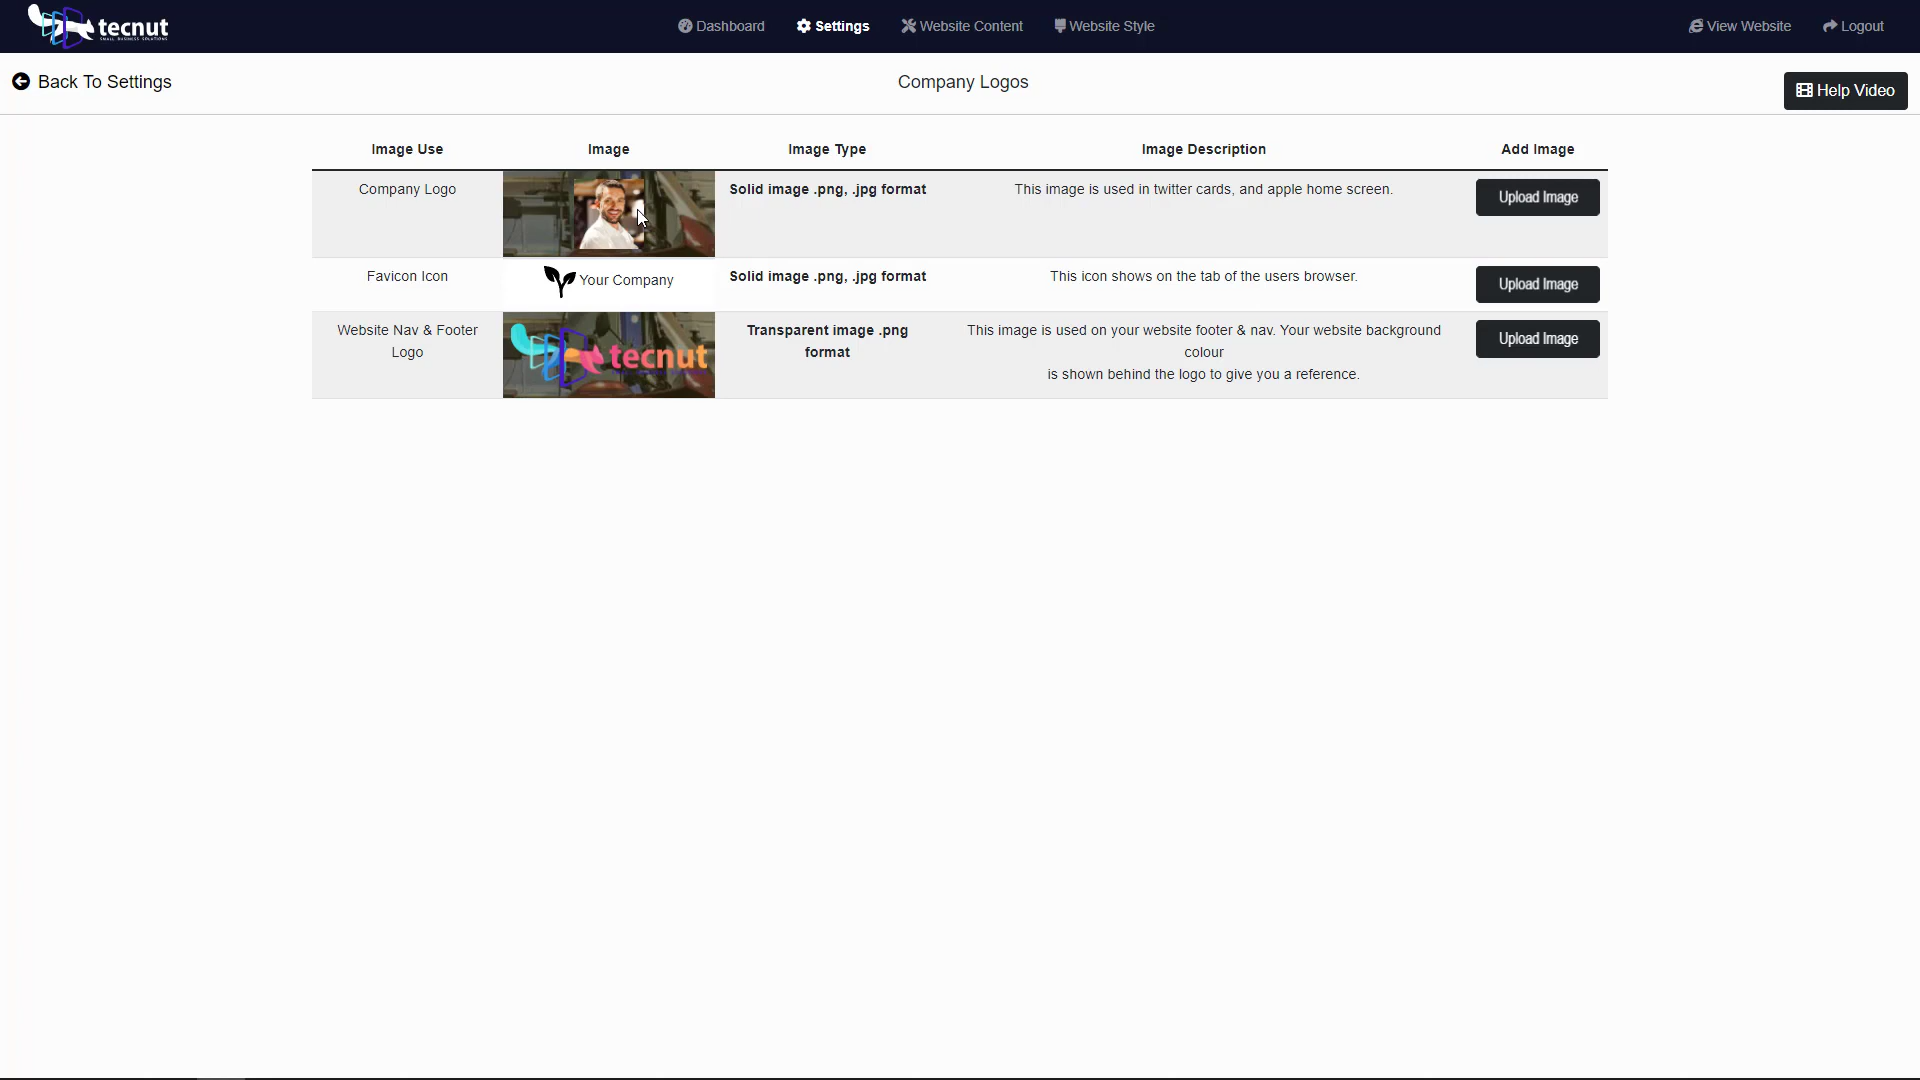 tecnut
SMALL BUSINESS SOLUTIONS
Dashboard
Settings
Website Content
Website Style
View Website
Logout
Back To Settings
Company Logos
Help Video
Image Use
Image
Image Type
Image Description
Add Image
Company Logo
Solid image .png, .jpg format
This image is used in twitter cards, and apple home screen.
Upload Image
Favicon Icon
Your Company
Solid image .png, .jpg format
This icon shows on the tab of the users browser.
Upload Image
Website Nav & Footer
Logo
tecnut
Transparent image .png
format
This image is used on your website footer & nav. Your website background
colour
is shown behind the logo to give you a reference.
Upload Image